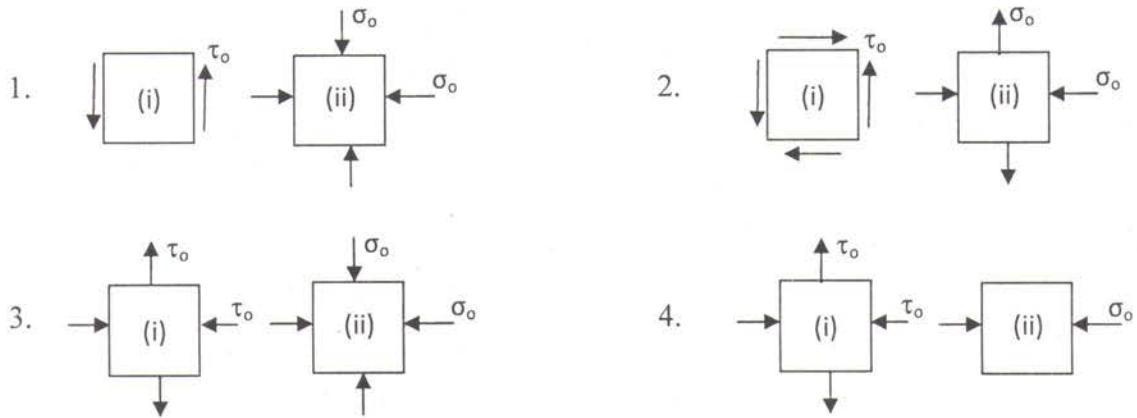 1. (i) τₒ (ii) σₒ σₒ
2. (i) τₒ (ii) σₒ σₒ
3. (i) τₒ τₒ (ii) σₒ σₒ
4. (i) τₒ τₒ (ii) σₒ